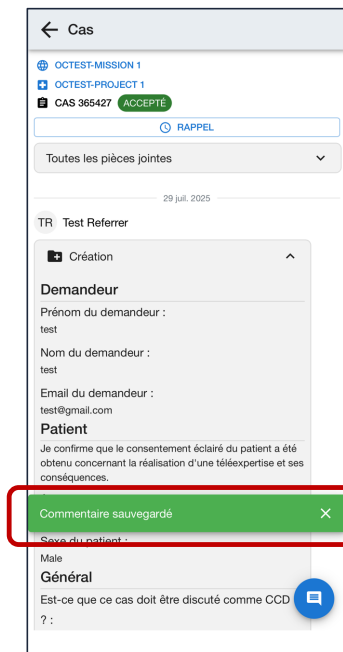 Cas
OCTEST-MISSION 1
OCTEST-PROJECT 1
CAS 365427 ACCEPTÉ
RAPPEL
Toutes les pièces jointes
29 juil. 2025
TR Test Referrer
Création
Demandeur
Prénom du demandeur :
test
Nom du demandeur :
test
Email du demandeur :
test@gmail.com
Patient
Je confirme que le consentement éclairé du patient a été
obtenu concernant la réalisation d'une téléexpertise et ses
conséquences.
Commentaire sauvegardé
Sexe du patient :
Male
Général
Est-ce que ce cas doit être discuté comme CCD
? :